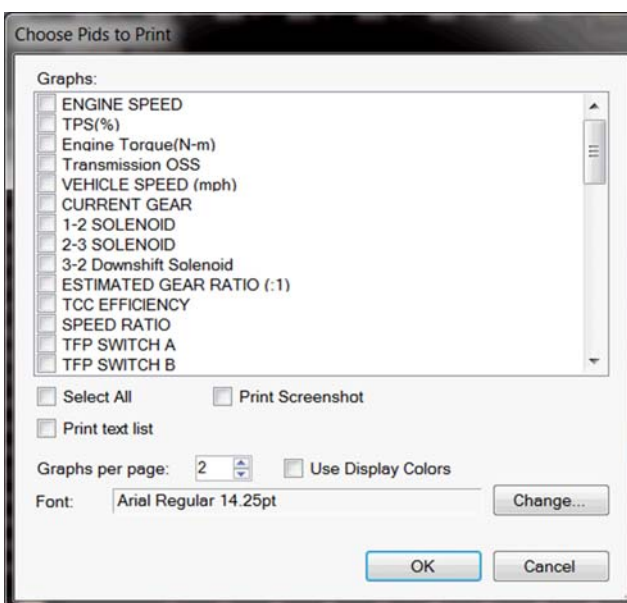 Choose Pids to Print
Graphs:
ENGINE SPEED
TPS(%)
Engine Torque(N-m)
Transmission OSS
VEHICLE SPEED (mph)
CURRENT GEAR
1-2 SOLENOID
2-3 SOLENOID
3-2 Downshift Solenoid
ESTIMATED GEAR RATIO (:1)
TCC EFFICIENCY
SPEED RATIO
TFP SWITCH A
TFP SWITCH B
Select All Print Screenshot
Print text list
Graphs per page: 2 Use Display Colors
Font: Arial Regular 14.25pt Change...
OK Cancel